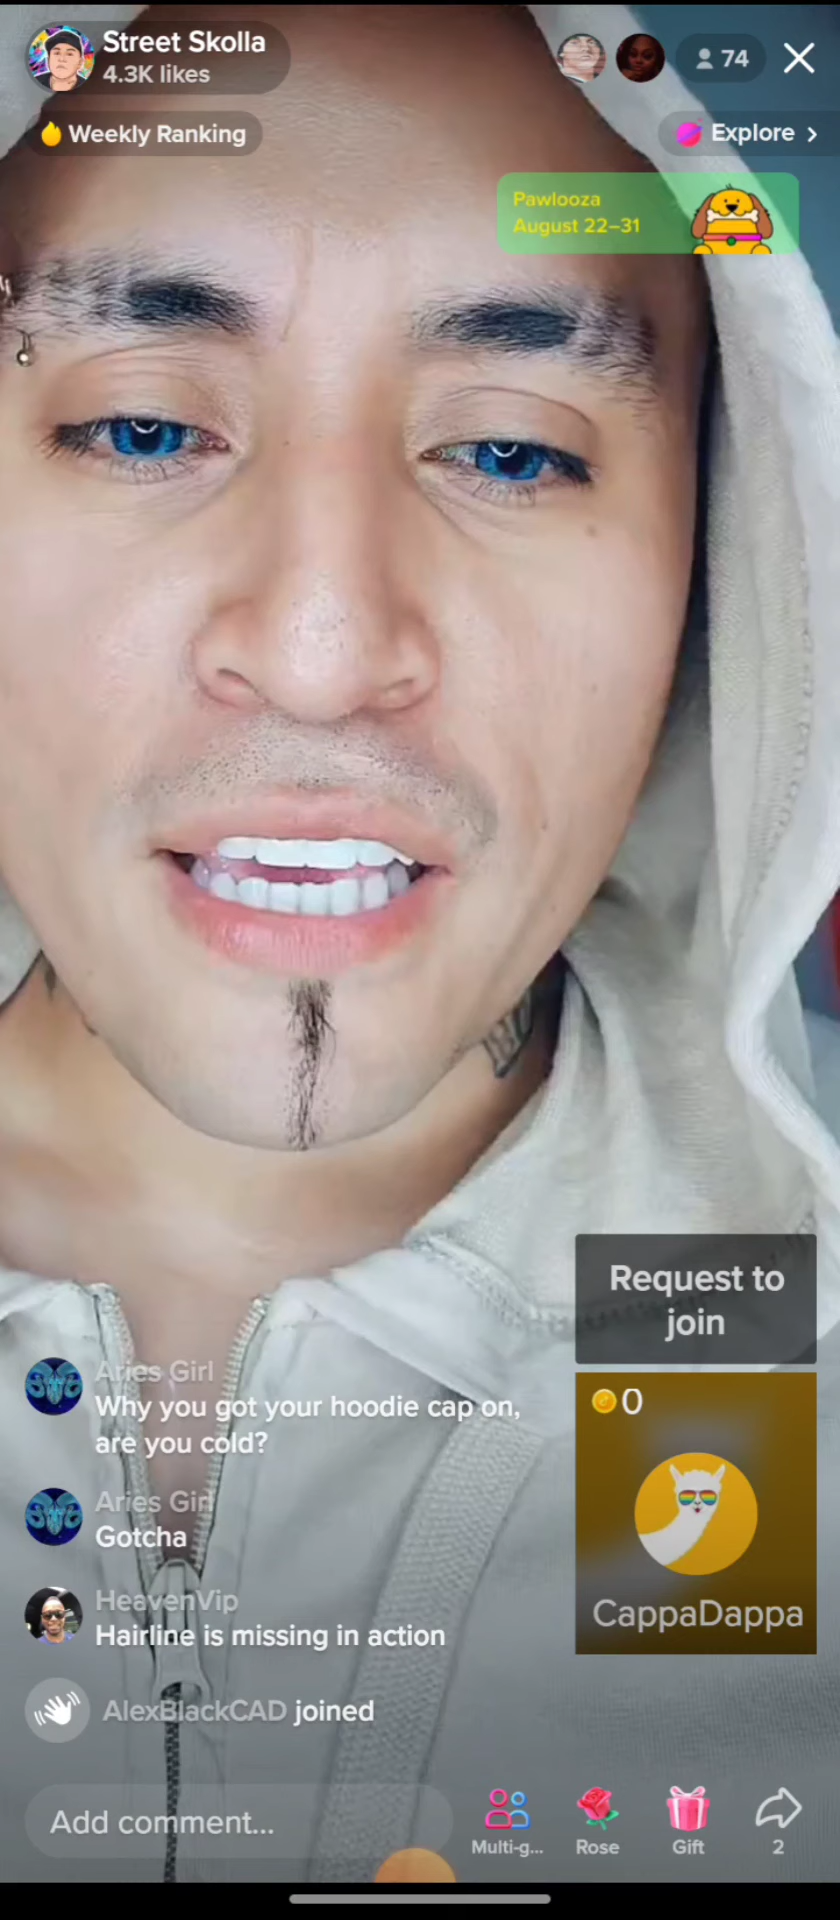 Street Skolla
4.3K likes
74
Weekly Ranking
Explore
Pawlooza
August 22–31
Request to
join
Aries Girl
Why you got your hoodie cap on,
are you cold?
0
Aries Girl
Gotcha
HeavenVip
CappaDappa
Hairline is missing in action
AlexBlackCAD joined
Add comment...
Multi-g...
Rose
Gift
2